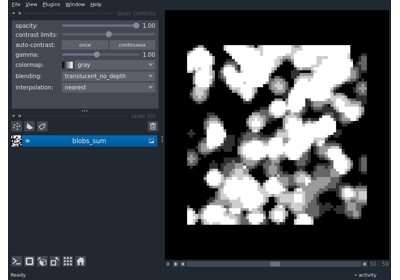 File View Plugins Window Help
layer controls
opacity: 1.00
contrast limits:
auto-contrast: once continuous
gamma: 1.00
colormap: gray
blending: translucent_no_depth
interpolation: nearest
layer list
blobs_sum
30 59
Ready activity